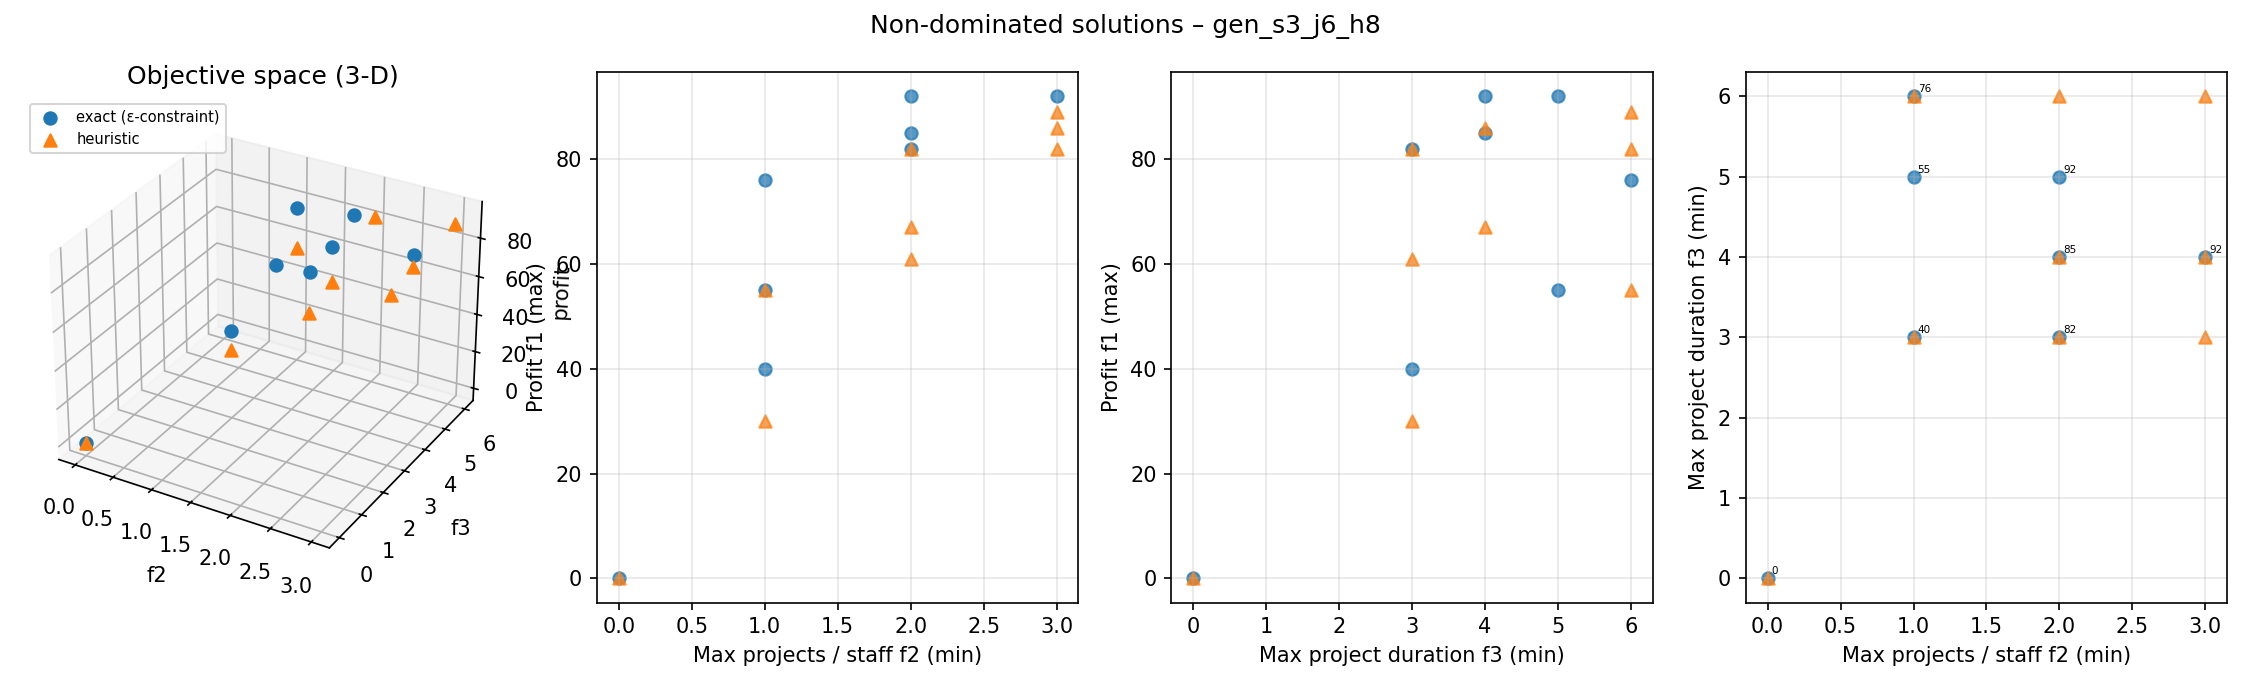 Non-dominated solutions – gen_s3_j6_h8
Objective space (3-D)
exact (ε-constraint)
heuristic
80
60
40
20
0
profit
6
5
4
3
2
1
0
f3
0.0
0.5
1.0
1.5
2.0
2.5
3.0
f2
Profit f1 (max)
80
60
40
20
0
0.0 0.5 1.0 1.5 2.0 2.5 3.0
Max projects / staff f2 (min)
Profit f1 (max)
80
60
40
20
0
0 1 2 3 4 5 6
Max project duration f3 (min)
Max project duration f3 (min)
6
5
4
3
2
1
0
76
55
92
85
92
40
82
0
0.0 0.5 1.0 1.5 2.0 2.5 3.0
Max projects / staff f2 (min)